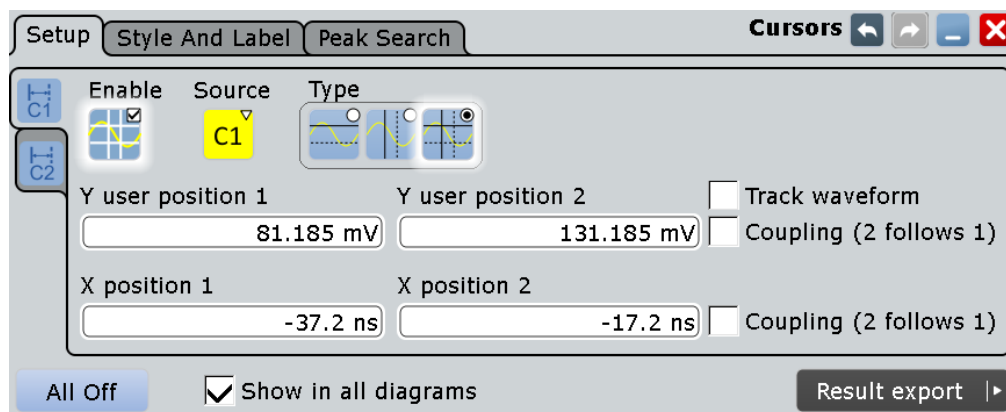 Setup Style And Label Peak Search Cursors
C1
C2
Enable Source Type
C1
Y user position 1 Y user position 2 Track waveform
81.185 mV 131.185 mV Coupling (2 follows 1)
X position 1 X position 2
-37.2 ns -17.2 ns Coupling (2 follows 1)
All Off Show in all diagrams Result export